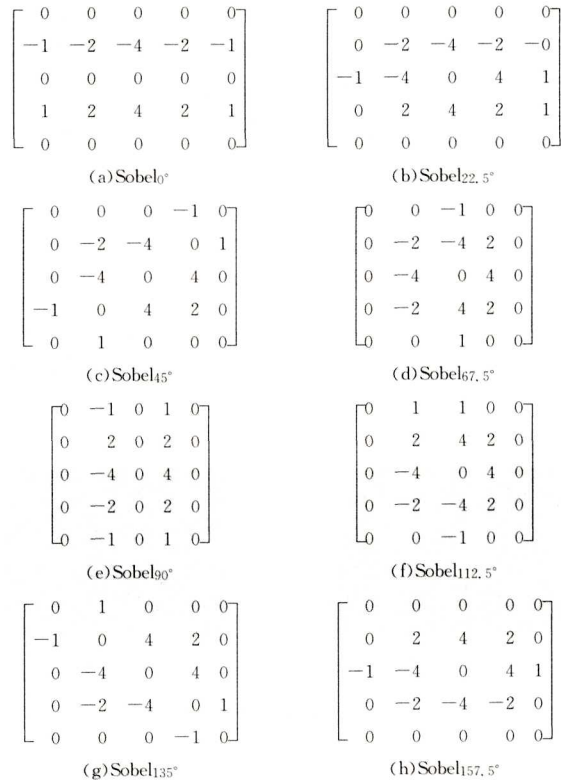 0 0 0 0 0
-1 -2 -4 -2 -1
0 0 0 0 0
1 2 4 2 1
0 0 0 0 0
(a)Sobel0°
0 0 0 0 0
0 -2 -4 -2 -0
-1 -4 0 4 1
0 2 4 2 1
0 0 0 0 0
(b)Sobel22.5°
0 0 0 -1 0
0 -2 -4 0 1
0 -4 0 4 0
-1 0 4 2 0
0 1 0 0 0
(c)Sobel45°
0 0 -1 0 0
0 -2 -4 2 0
0 -4 0 4 0
0 -2 4 2 0
0 0 1 0 0
(d)Sobel67.5°
0 -1 0 1 0
0 2 0 2 0
0 -4 0 4 0
0 -2 0 2 0
0 -1 0 1 0
(e)Sobel90°
0 1 1 0 0
0 2 4 2 0
0 -4 0 4 0
0 -2 -4 2 0
0 0 -1 0 0
(f)Sobel112.5°
0 1 0 0 0
-1 0 4 2 0
0 -4 0 4 0
0 -2 -4 0 1
0 0 0 -1 0
(g)Sobel135°
0 0 0 0 0
0 2 4 2 0
-1 -4 0 4 1
0 -2 -4 -2 0
0 0 0 0 0
(h)Sobel157.5°